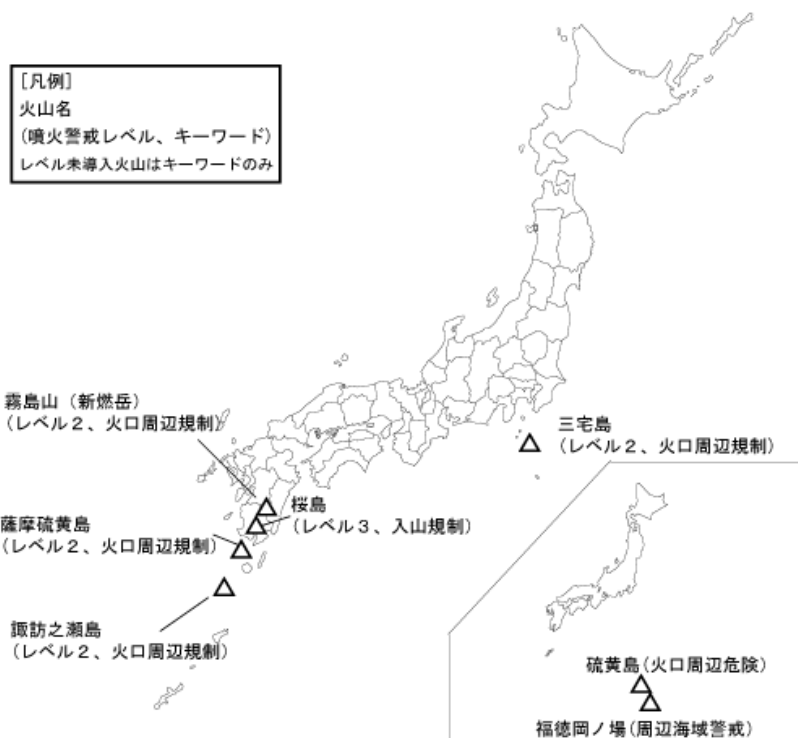 ［凡例］
火山名
（噴火警戒レベル、キーワード）
レベル未導入火山はキーワードのみ
霧島山（新燃岳）
（レベル２、火口周辺規制）
三宅島
（レベル２、火口周辺規制）
桜島
（レベル３、入山規制）
薩摩硫黄島
（レベル２、火口周辺規制）
諏訪之瀬島
（レベル２、火口周辺規制）
硫黄島（火口周辺危険）
福徳岡ノ場（周辺海域警戒）